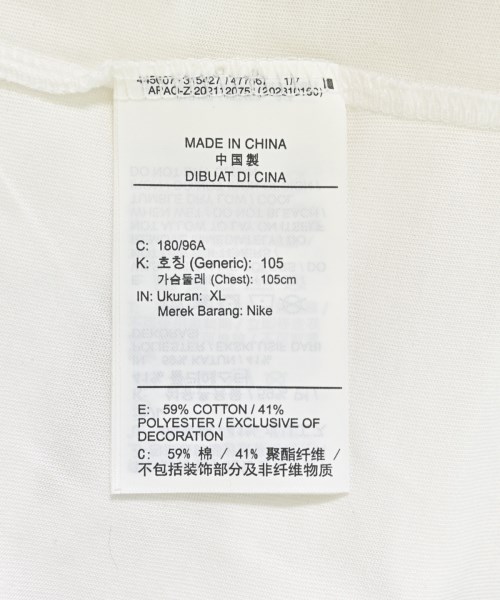 MADE IN CHINA
中国製
DIBUAT DI CINA
C: 180/96A
K: 호칭 (Generic): 105
가슴둘레 (Chest): 105cm
IN: Ukuran: XL
Merek Barang: Nike
E: 59% COTTON / 41%
POLYESTER / EXCLUSIVE OF
DECORATION
C: 59% 棉 / 41% 聚酯纤维 /
不包括装饰部分及非纤维物质